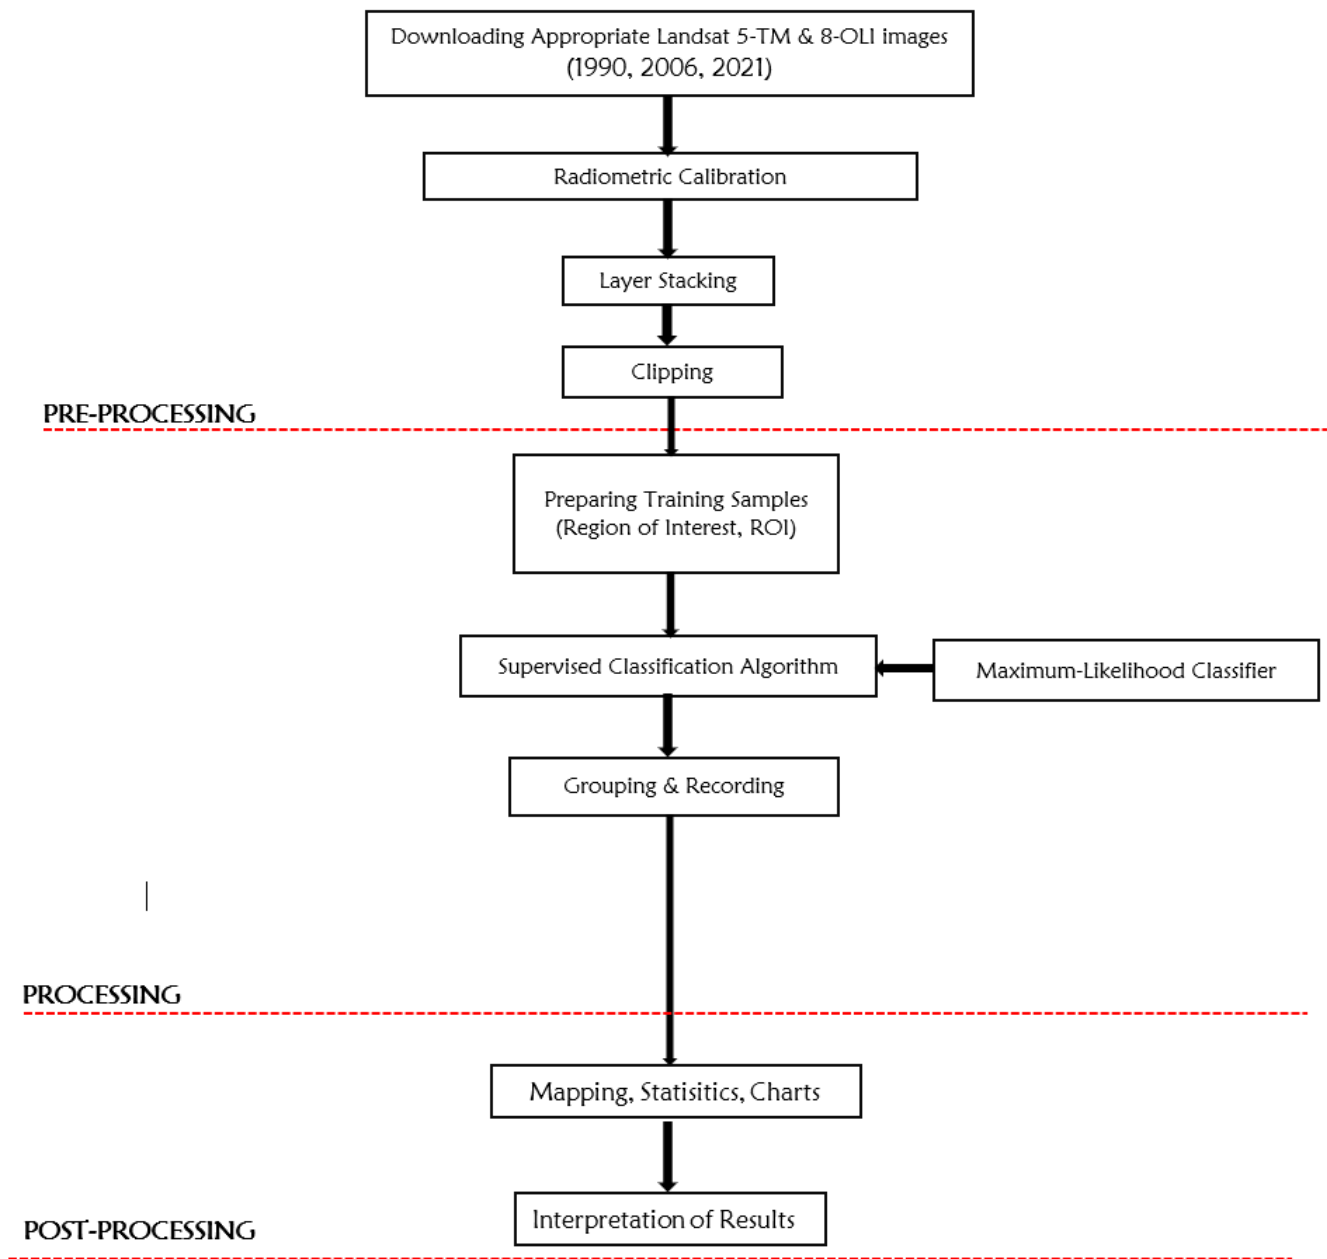 Downloading Appropriate Landsat 5-TM & 8-OLI images
(1990, 2006, 2021)
Radiometric Calibration
Layer Stacking
Clipping
PRE-PROCESSING
Preparing Training Samples
(Region of Interest, ROI)
Supervised Classification Algorithm
Maximum-Likelihood Classifier
Grouping & Recording
PROCESSING
Mapping, Statisitics, Charts
Interpretation of Results
POST-PROCESSING